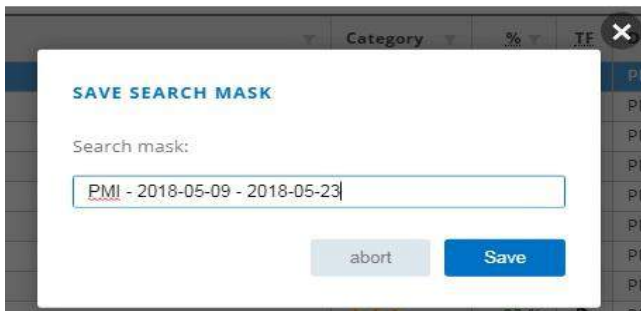 Category % TF
SAVE SEARCH MASK
Search mask:
PMI - 2018-05-09 - 2018-05-23
abort Save